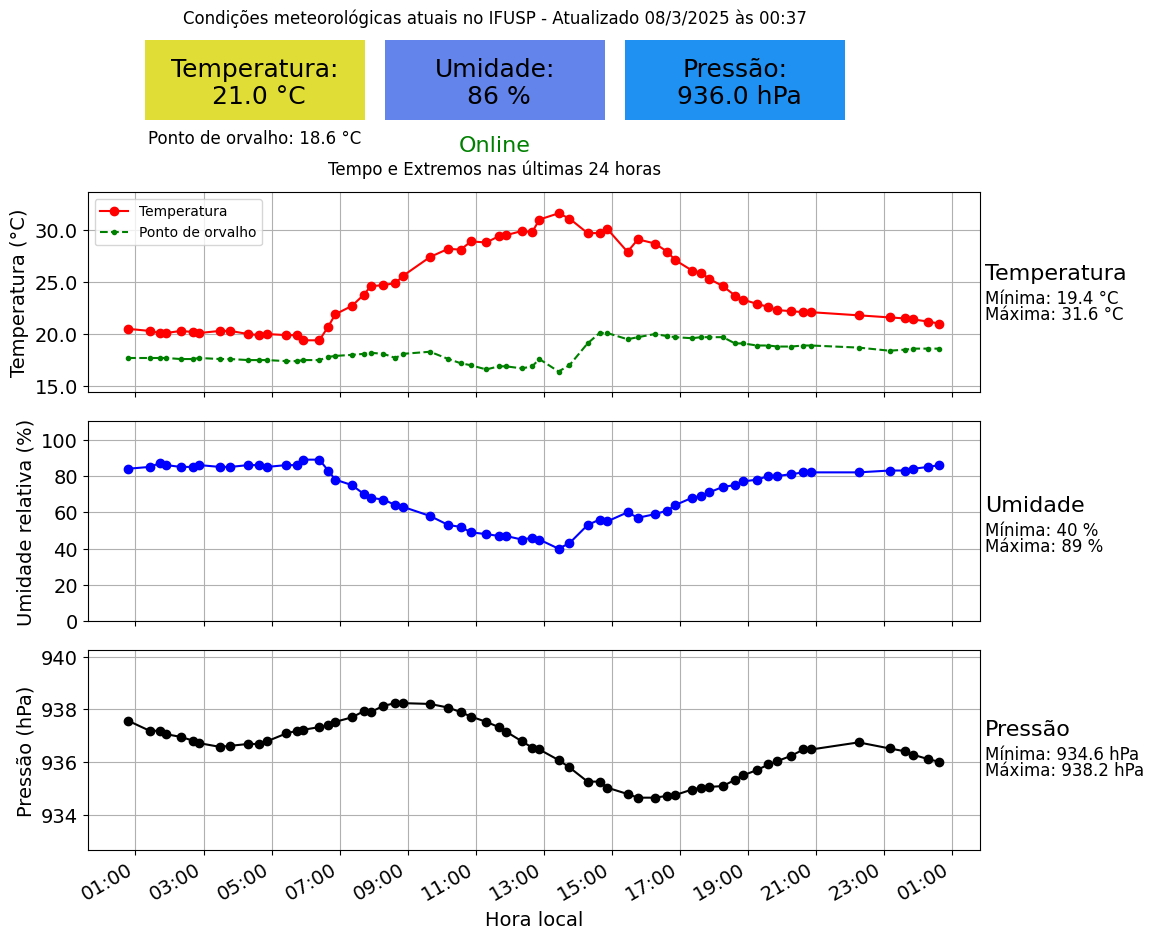 Condições meteorológicas atuais no IFUSP - Atualizado 08/3/2025 às 00:37
Temperatura:
21.0 °C
Umidade:
86 %
Pressão:
936.0 hPa
Ponto de orvalho: 18.6 °C
Online
Tempo e Extremos nas últimas 24 horas
Temperatura (°C)
30.0
25.0
20.0
15.0
Temperatura
Ponto de orvalho
Temperatura
Mínima: 19.4 °C
Máxima: 31.6 °C
Umidade relativa (%)
100
80
60
40
20
0
Umidade
Mínima: 40 %
Máxima: 89 %
Pressão (hPa)
940
938
936
934
Pressão
Mínima: 934.6 hPa
Máxima: 938.2 hPa
01:00 03:00 05:00 07:00 09:00 11:00 13:00 15:00 17:00 19:00 21:00 23:00 01:00
Hora local